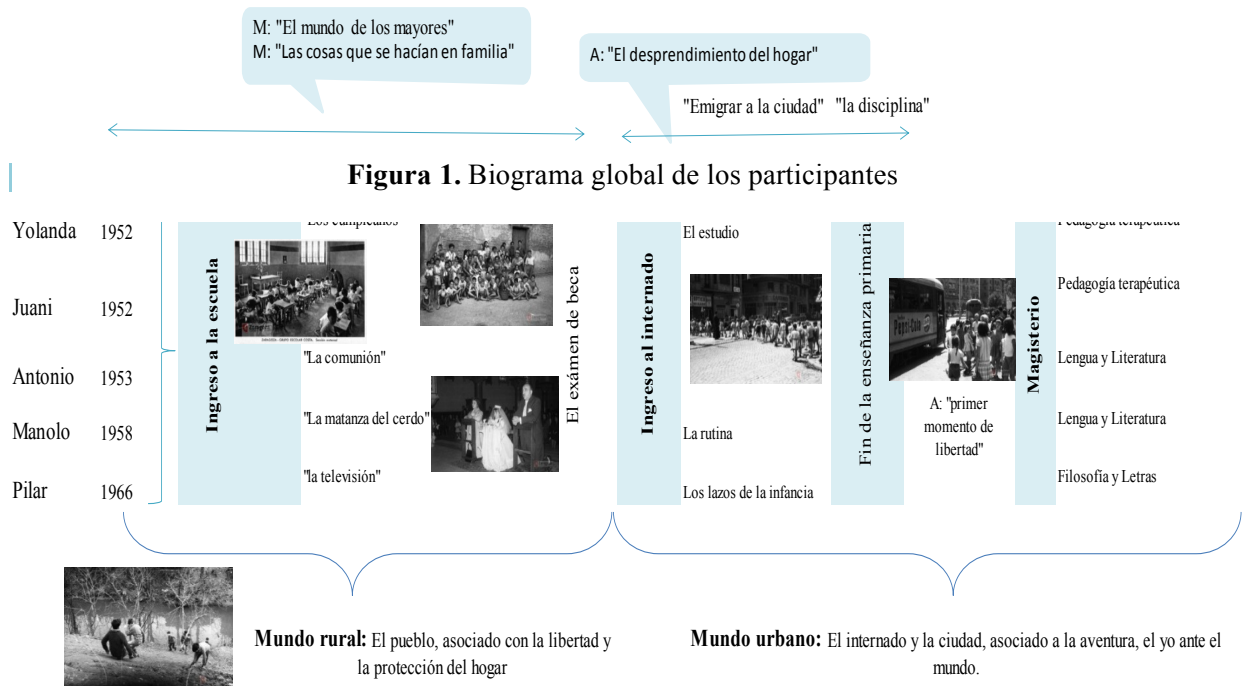 M: "El mundo de los mayores"
M: "Las cosas que se hacían en familia"
A: "El desprendimiento del hogar"
"Emigrar a la ciudad" "la disciplina"
Figura 1. Biograma global de los participantes
Yolanda 1952
Juani 1952
Antonio 1953
Manolo 1958
Pilar 1966
Ingreso a la escuela
"La comunión"
"La matanza del cerdo"
"la televisión"
El exámen de beca
Ingreso al internado
El estudio
La rutina
Los lazos de la infancia
Fin de la enseñanza primaria
Pepsi-Cola
A: "primer
momento de
libertad"
Magisterio
Pedagogía terapéutica
Pedagogía terapéutica
Lengua y Literatura
Lengua y Literatura
Filosofía y Letras
Mundo rural: El pueblo, asociado con la libertad y
la protección del hogar
Mundo urbano: El internado y la ciudad, asociado a la aventura, el yo ante el
mundo.